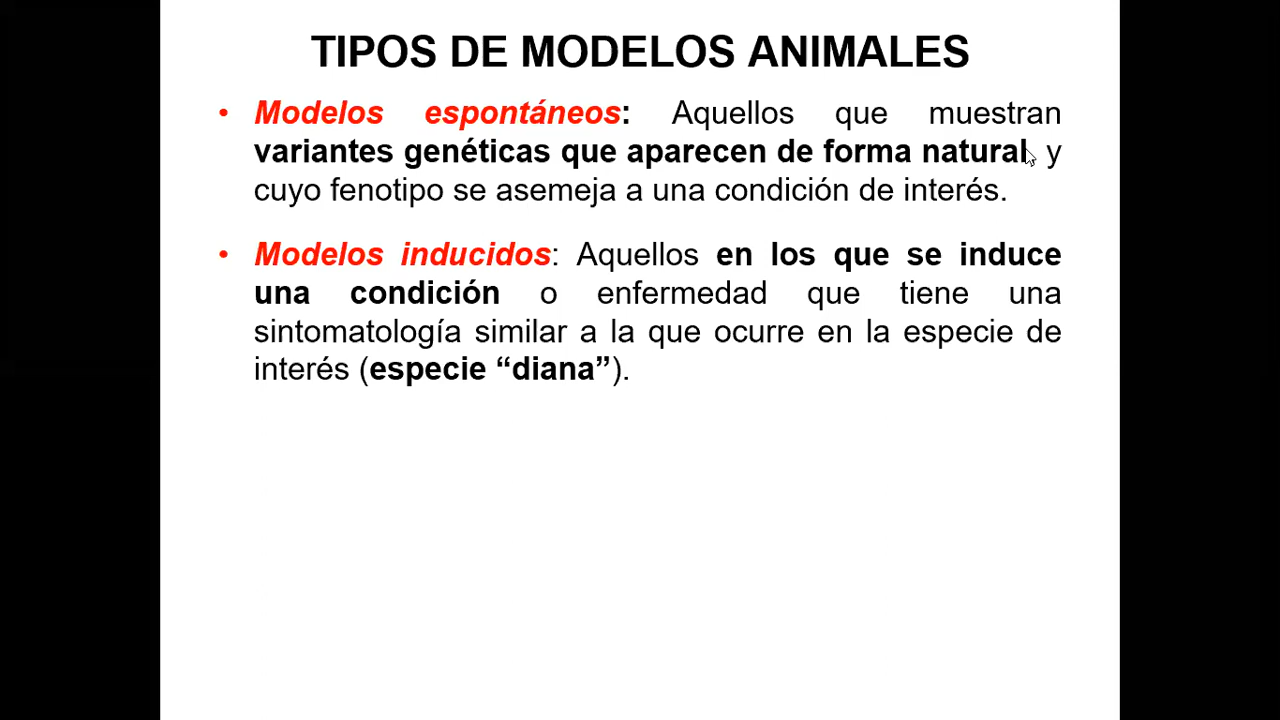 TIPOS DE MODELOS ANIMALES
• Modelos espontáneos: Aquellos que muestran
variantes genéticas que aparecen de forma natural, y
cuyo fenotipo se asemeja a una condición de interés.
• Modelos inducidos: Aquellos en los que se induce
una condición o enfermedad que tiene una
sintomatología similar a la que ocurre en la especie de
interés (especie “diana”).